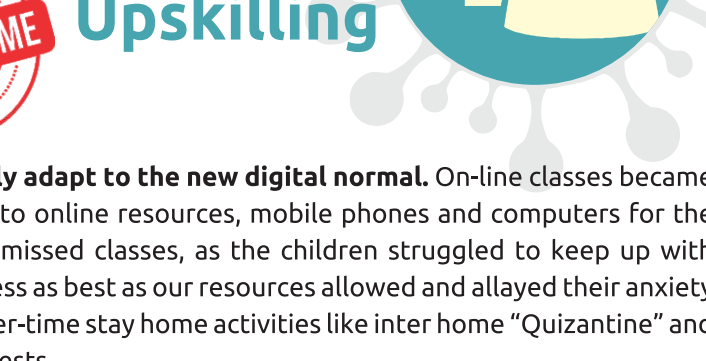 Upskilling
ME
ly adapt to the new digital normal. On-line classes became
to online resources, mobile phones and computers for the
missed classes, as the children struggled to keep up with
ess as best as our resources allowed and allayed their anxiety
er-time stay home activities like inter home “Quizantine” and